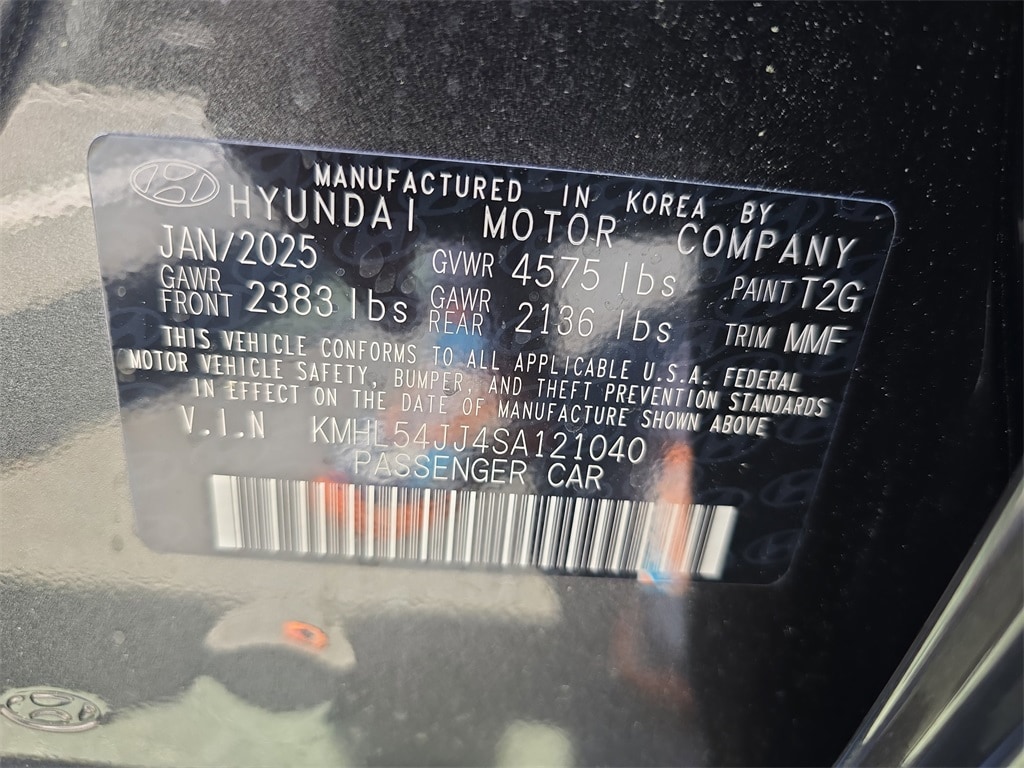 MANUFACTURED IN KOREA BY
HYUNDAI MOTOR COMPANY
JAN/2025 GVWR 4575 lbs PAINT T2G
GAWR FRONT 2383 lbs GAWR REAR 2136 lbs TRIM MMF
THIS VEHICLE CONFORMS TO ALL APPLICABLE U.S.A. FEDERAL
MOTOR VEHICLE SAFETY, BUMPER, AND THEFT PREVENTION STANDARDS
IN EFFECT ON THE DATE OF MANUFACTURE SHOWN ABOVE
V.I.N KMHL54JJ4SA121040
PASSENGER CAR